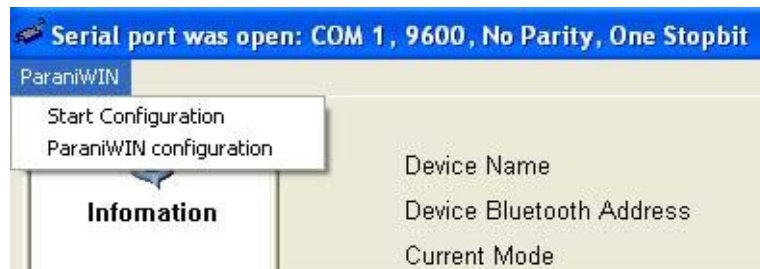 Serial port was open: COM 1, 9600, No Parity, One Stopbit
ParaniWIN
Start Configuration
ParaniWIN configuration
Infomation
Device Name
Device Bluetooth Address
Current Mode